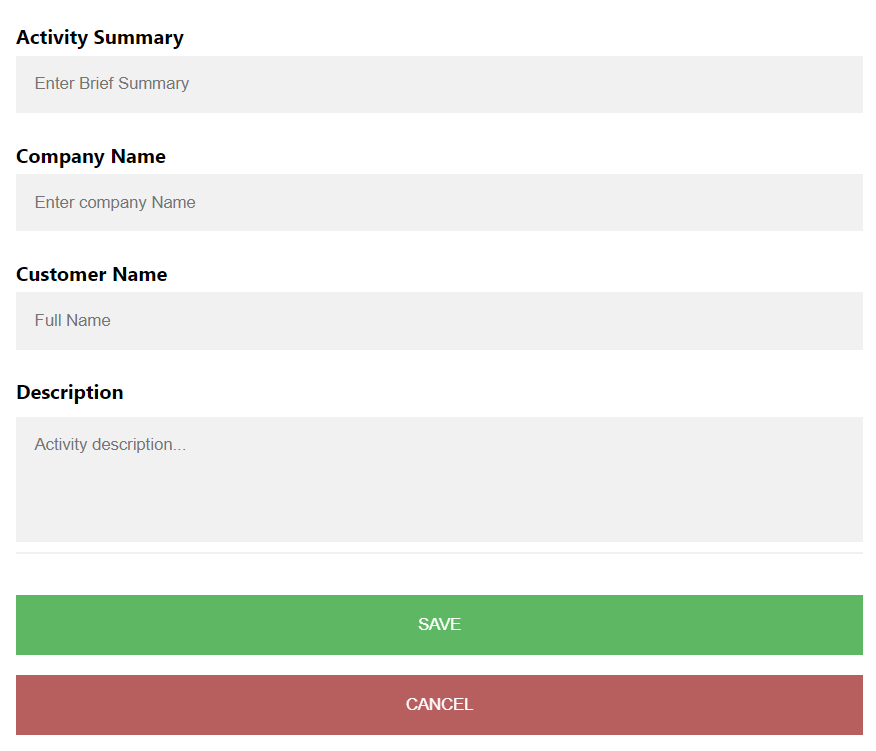 Activity Summary
Enter Brief Summary
Company Name
Enter company Name
Customer Name
Full Name
Description
Activity description...
SAVE
CANCEL